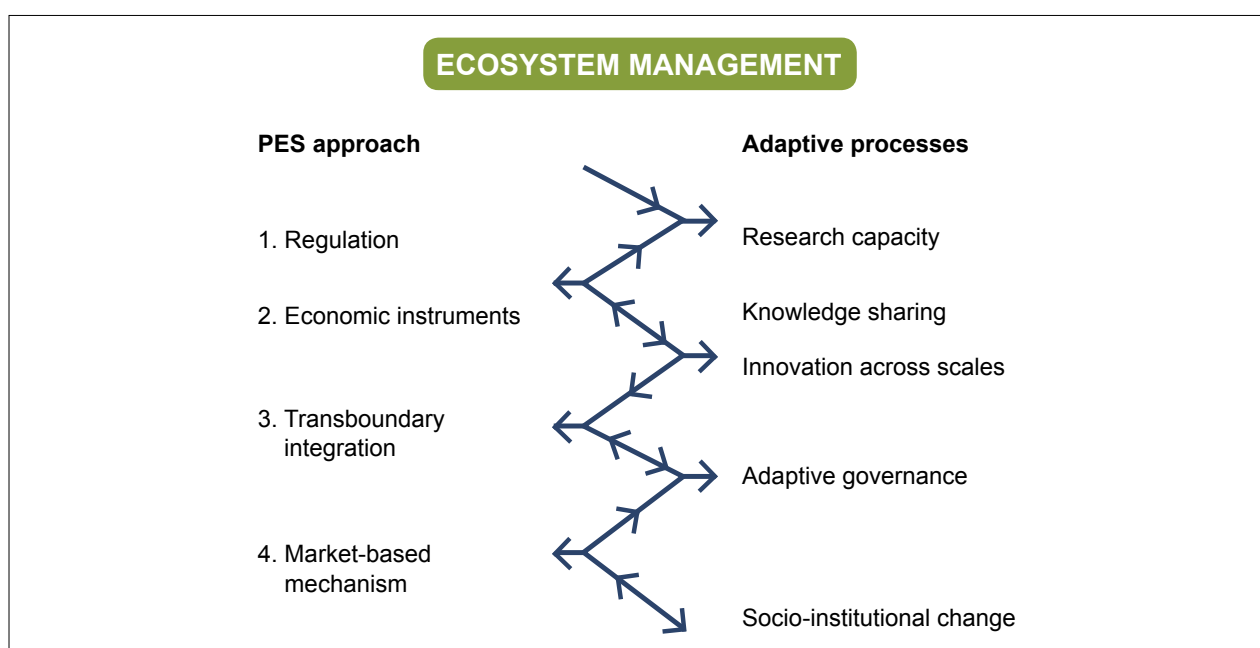 ECOSYSTEM MANAGEMENT
PES approach
Adaptive processes
1. Regulation
Research capacity
2. Economic instruments
Knowledge sharing
Innovation across scales
3. Transboundary
integration
Adaptive governance
4. Market-based
mechanism
Socio-institutional change